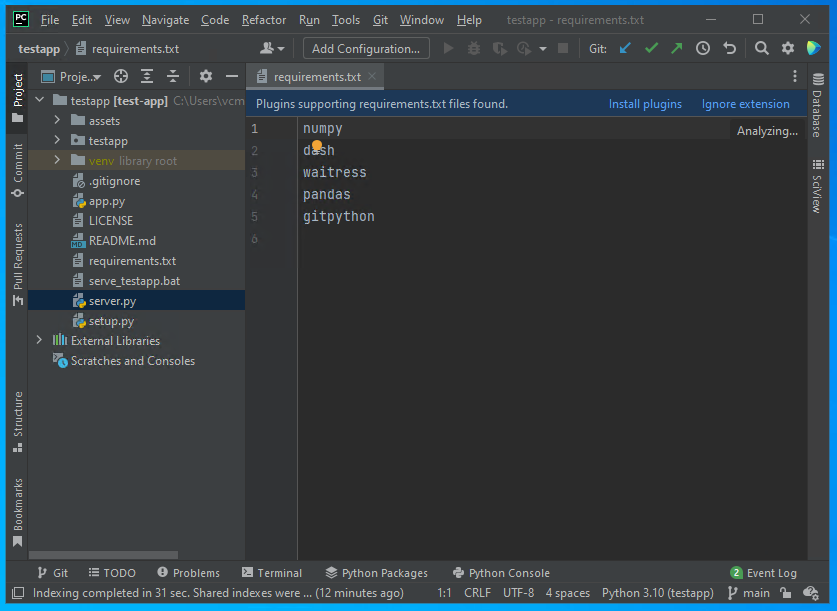 PC File Edit View Navigate Code Refactor Run Tools Git Window Help testapp - requirements.txt
testapp requirements.txt Add Configuration... Git:
Proje... requirements.txt
Project
Commit
Pull Requests
Structure
Bookmarks
testapp [test-app] C:\Users\vcm
assets
testapp
venv library root
.gitignore
app.py
LICENSE
README.md
requirements.txt
serve_testapp.bat
server.py
setup.py
External Libraries
Scratches and Consoles
Plugins supporting requirements.txt files found. Install plugins Ignore extension
1 numpy
2 dash
3 waitress
4 pandas
5 gitpython
6
Analyzing...
Database
SciView
Git TODO Problems Terminal Python Packages Python Console 2 Event Log
Indexing completed in 31 sec. Shared indexes were ... (12 minutes ago) 1:1 CRLF UTF-8 4 spaces Python 3.10 (testapp) main